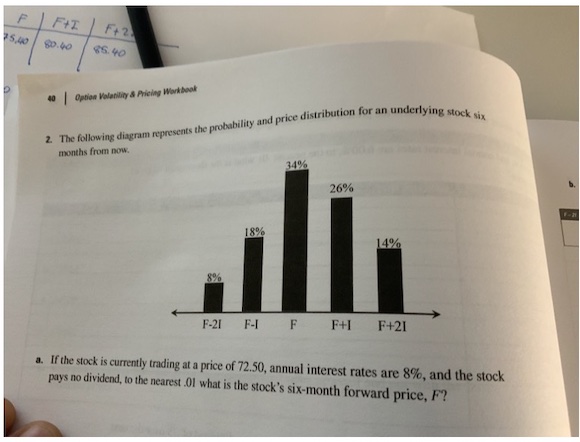 F F+I F+2
75.40 80.40 85.40
40 | Option Volatility & Pricing Workbook
2. The following diagram represents the probability and price distribution for an underlying stock six
months from now.
34%
26%
18%
14%
8%
F-2I F-I F F+I F+2I
a. If the stock is currently trading at a price of 72.50, annual interest rates are 8%, and the stock
pays no dividend, to the nearest .01 what is the stock's six-month forward price, F?
b.